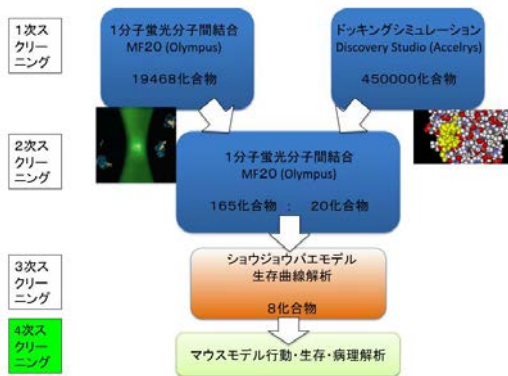 1次ス
クリー
ニング
1分子蛍光分子間結合
MF20 (Olympus)
19468化合物
ドッキングシミュレーション
Discovery Studio (Accelrys)
450000化合物
2次ス
クリー
ニング
1分子蛍光分子間結合
MF20 (Olympus)
165化合物 : 20化合物
3次ス
クリー
ニング
ショウジョウバエモデル
生存曲線解析
8化合物
4次ス
クリー
ニング
マウスモデル行動・生存・病理解析